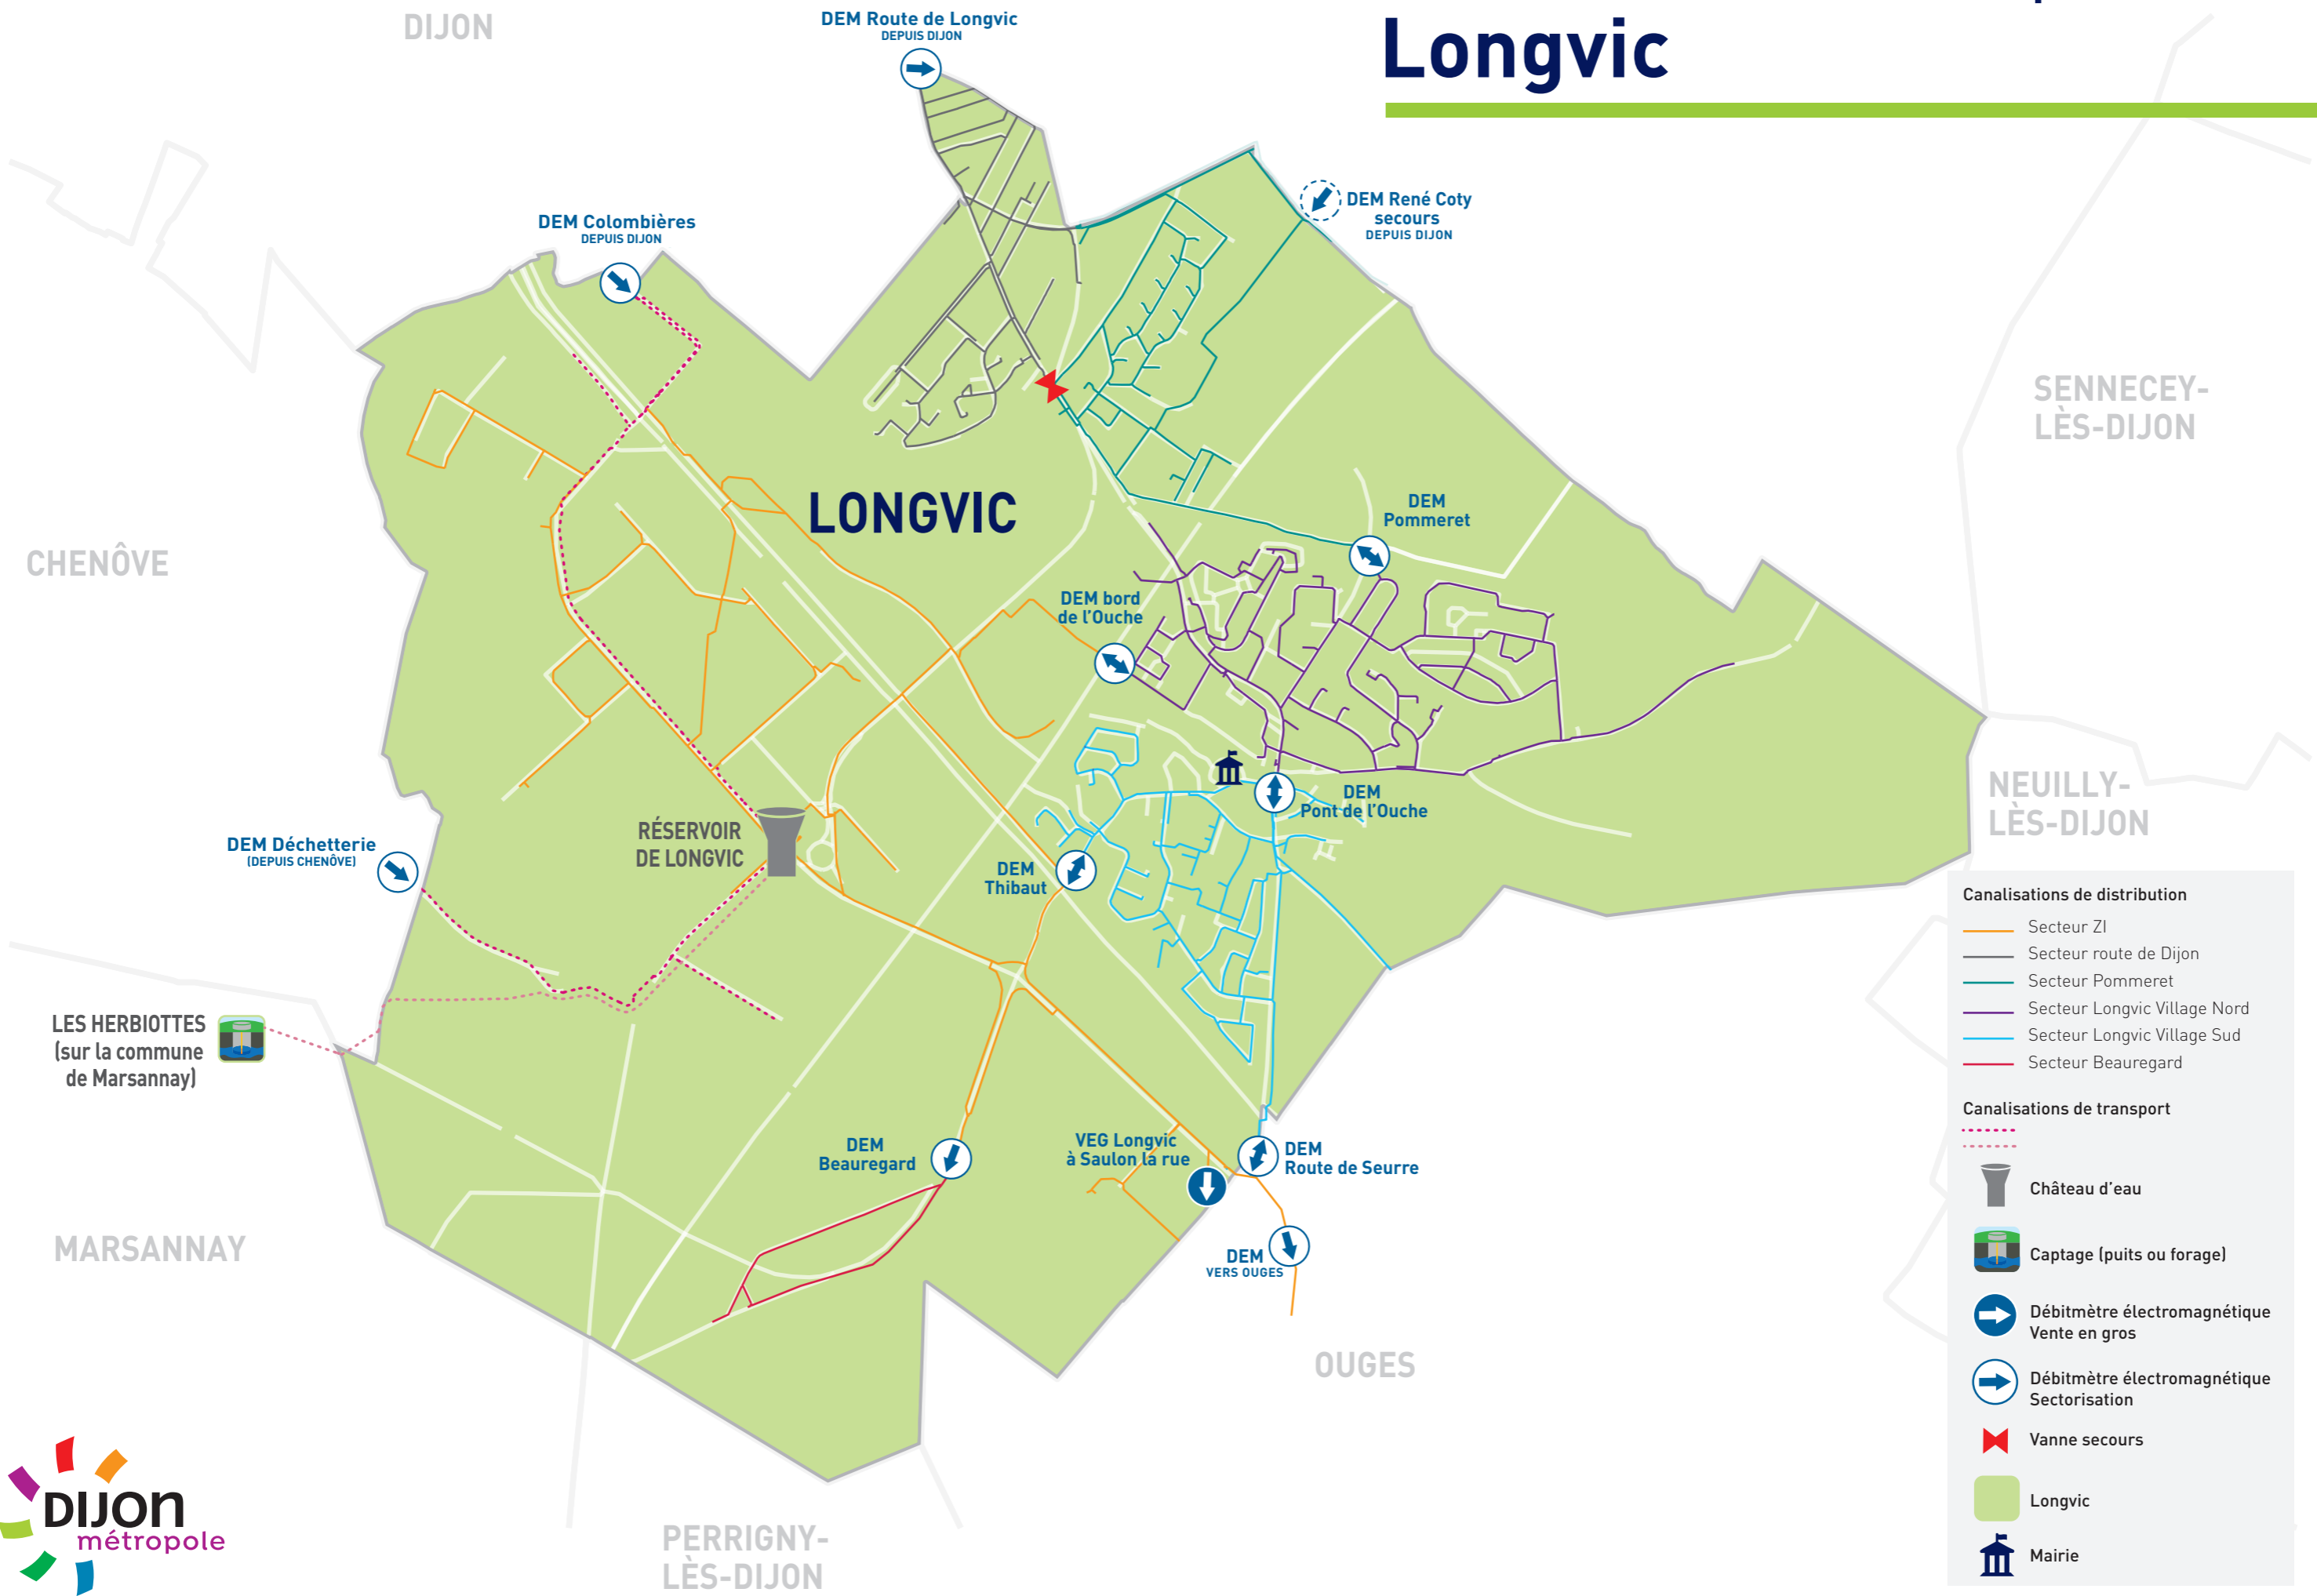 Longvic
DIJON
DEM Route de Longvic
DEPUIS DIJON
DEM Colombières
DEPUIS DIJON
DEM René Coty
secours
DEPUIS DIJON
SENNECEY-
LÈS-DIJON
LONGVIC
DEM
Pommeret
CHENÔVE
DEM bord
de l'Ouche
DEM
Pont de l'Ouche
NEUILLY-
LÈS-DIJON
RÉSERVOIR
DE LONGVIC
DEM Déchetterie
(DEPUIS CHENÔVE)
DEM
Thibaut
LES HERBIOTTES
(sur la commune
de Marsannay)
DEM
Beauregard
VEG Longvic
à Saulon la rue
DEM
Route de Seurre
MARSANNAY
DEM
VERS OUGES
OUGES
PERRIGNY-
LÈS-DIJON
DIJON
métropole
Canalisations de distribution
Secteur ZI
Secteur route de Dijon
Secteur Pommeret
Secteur Longvic Village Nord
Secteur Longvic Village Sud
Secteur Beauregard
Canalisations de transport
Château d'eau
Captage (puits ou forage)
Débitmètre électromagnétique
Vente en gros
Débitmètre électromagnétique
Sectorisation
Vanne secours
Longvic
Mairie